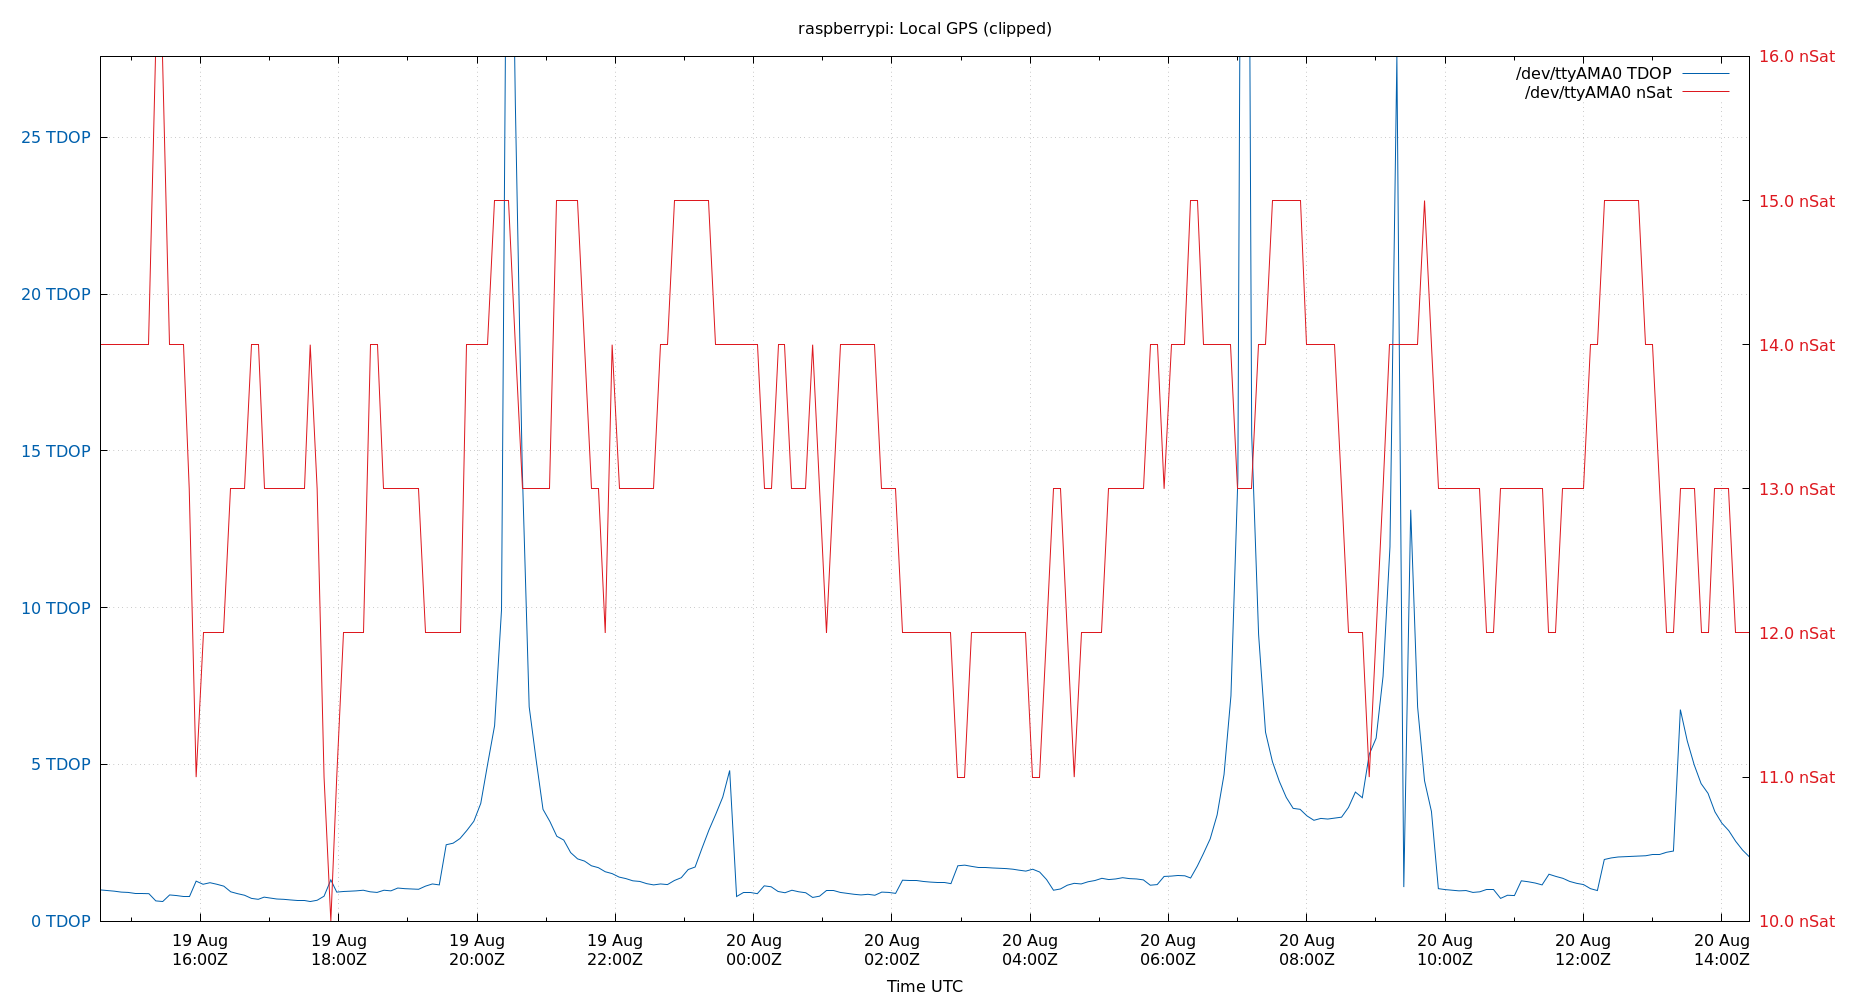 raspberrypi: Local GPS (clipped)
/dev/ttyAMA0 TDOP
/dev/ttyAMA0 nSat
25 TDOP
20 TDOP
15 TDOP
10 TDOP
5 TDOP
0 TDOP
16.0 nSat
15.0 nSat
14.0 nSat
13.0 nSat
12.0 nSat
11.0 nSat
10.0 nSat
19 Aug 19 Aug 19 Aug 19 Aug 20 Aug 20 Aug 20 Aug 20 Aug 20 Aug 20 Aug 20 Aug 20 Aug
16:00Z 18:00Z 20:00Z 22:00Z 00:00Z 02:00Z 04:00Z 06:00Z 08:00Z 10:00Z 12:00Z 14:00Z
Time UTC